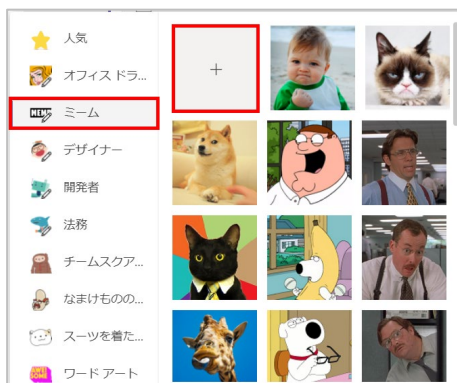 人気
オフィス ドラ...
MEME
ミーム
デザイナー
開発者
法務
チームスクア...
なまけものの...
スーツを着た...
AWESOME
ワード アート
+